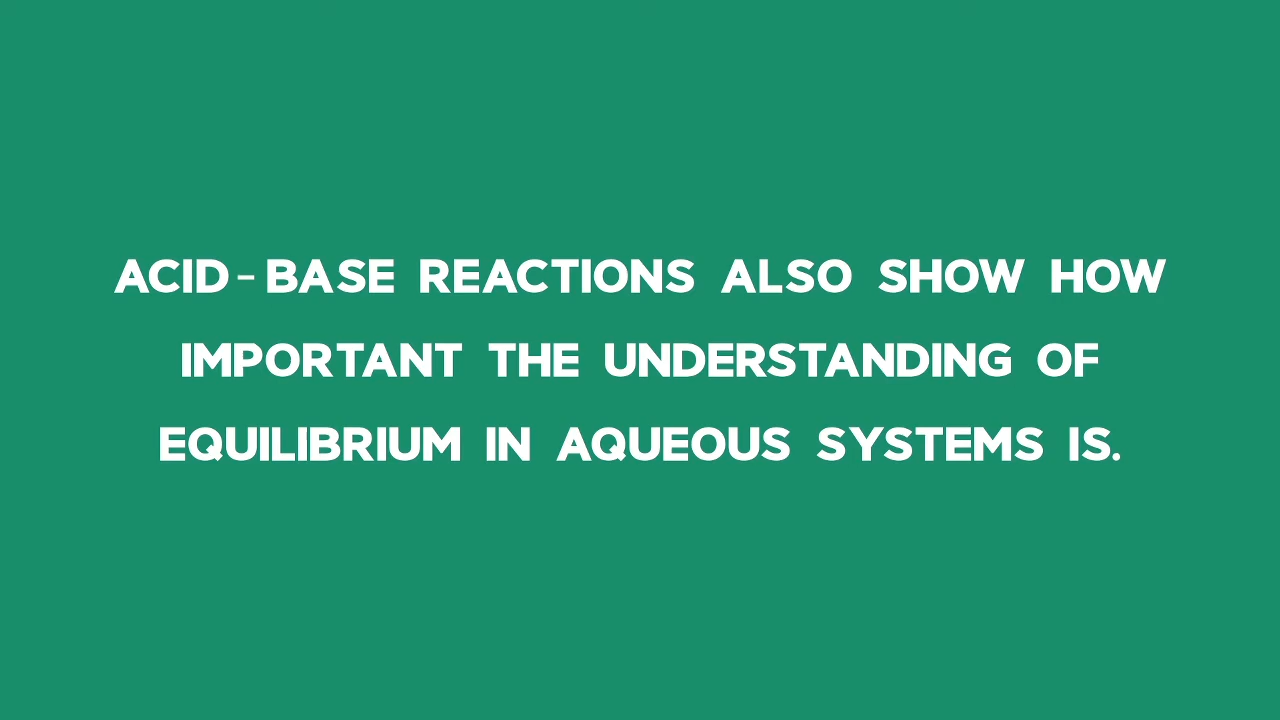 ACID-BASE REACTIONS ALSO SHOW HOW
IMPORTANT THE UNDERSTANDING OF
EQUILIBRIUM IN AQUEOUS SYSTEMS IS.